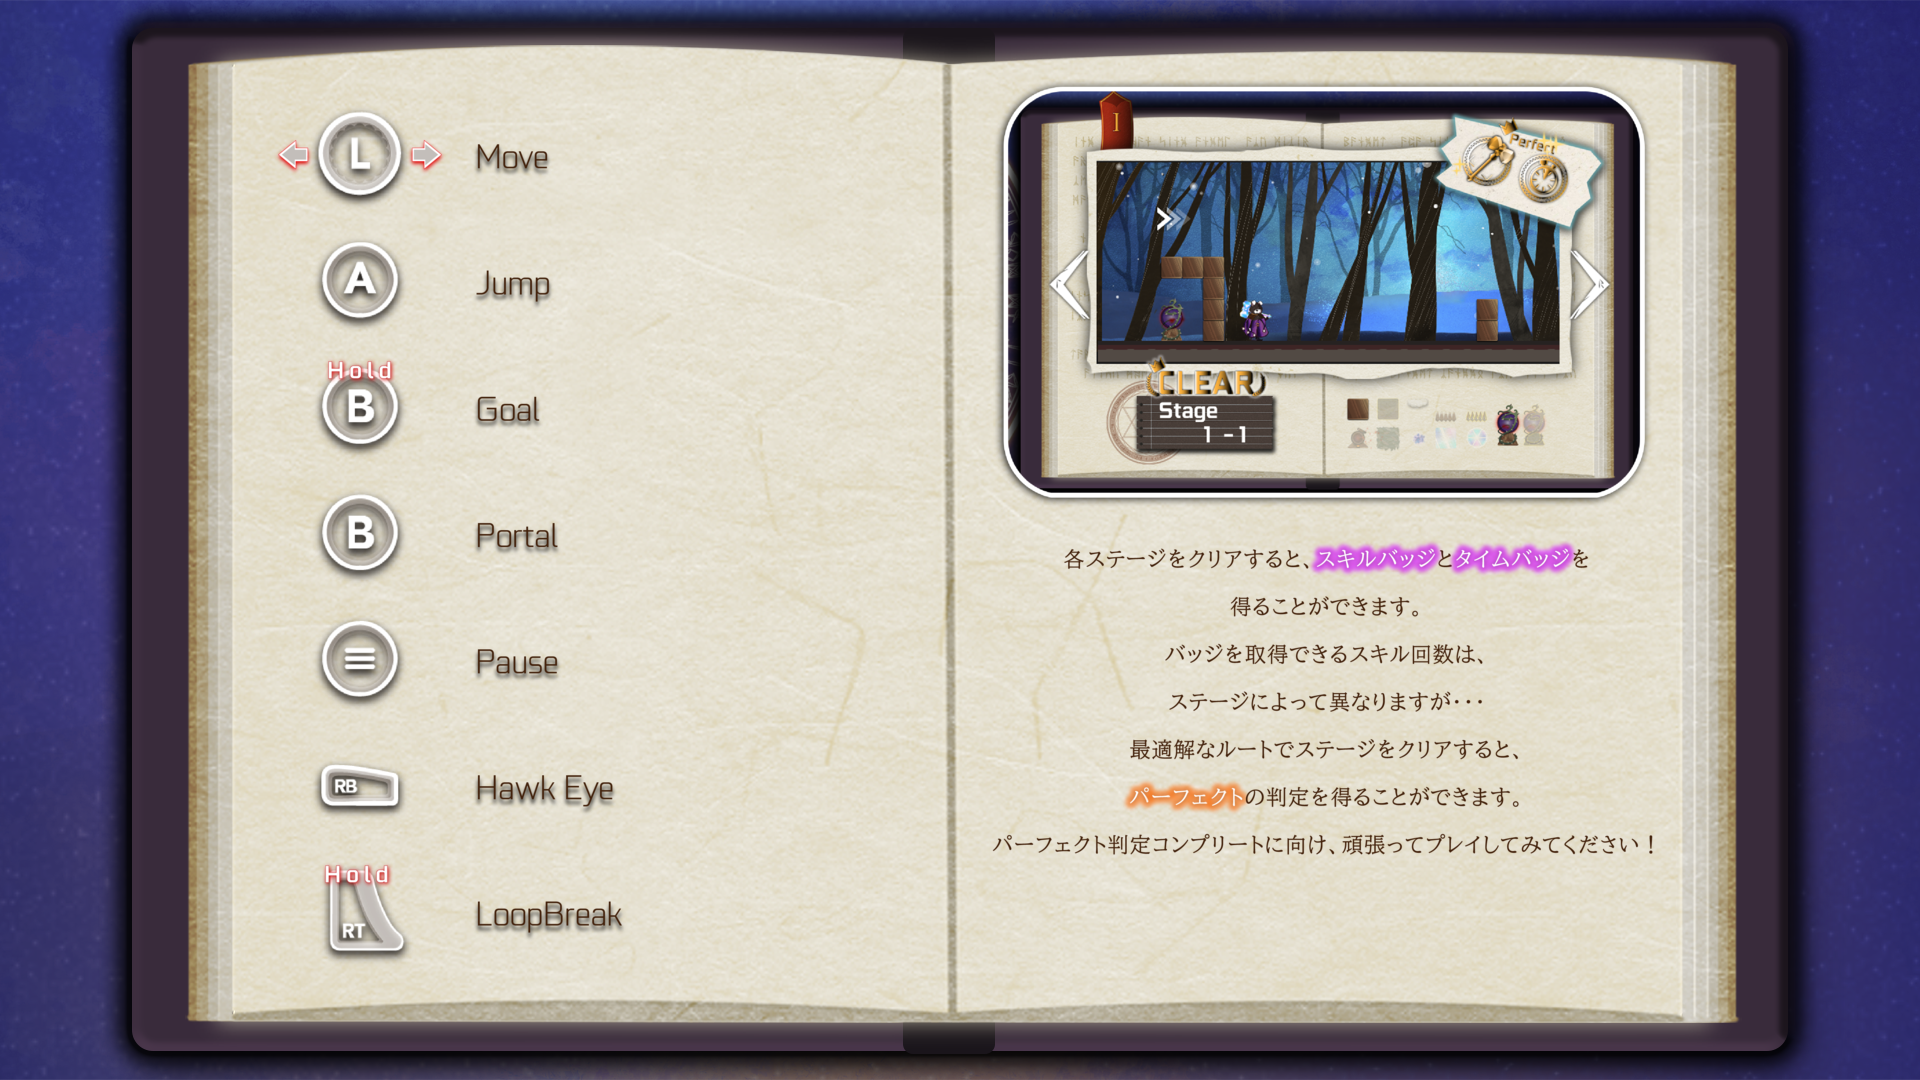 L
Move
A
Jump
Hold
B
Goal
B
Portal
Pause
RB
Hawk Eye
Hold
RT
LoopBreak
I
Perfect
CLEAR
Stage
1-1
各ステージをクリアすると、スキルバッジとタイムバッジを
得ることができます。
バッジを取得できるスキル回数は、
ステージによって異なりますが・・・
最適解なルートでステージをクリアすると、
パーフェクトの判定を得ることができます。
パーフェクト判定コンプリートに向け、頑張ってプレイしてみてください！